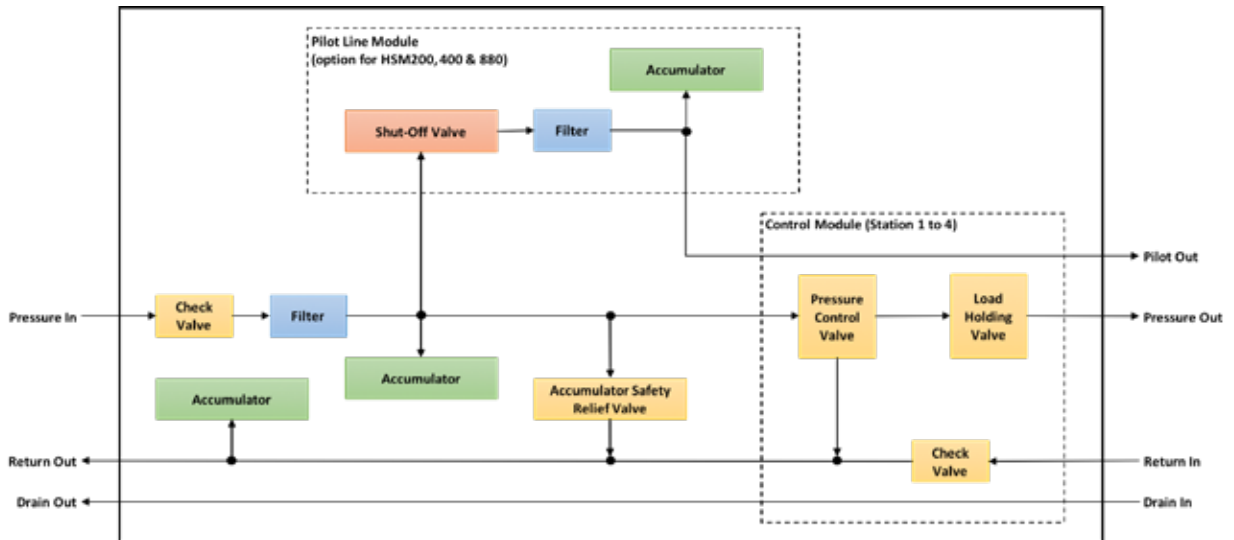 Pilot Line Module
(option for HSM200, 400 & 880)
Accumulator
Shut-Off Valve
Filter
Control Module (Station 1 to 4)
Pilot Out
Pressure In
Check
Valve
Filter
Pressure
Control
Valve
Load
Holding
Valve
Pressure Out
Accumulator
Accumulator
Accumulator Safety
Relief Valve
Return Out
Check
Valve
Return In
Drain Out
Drain In